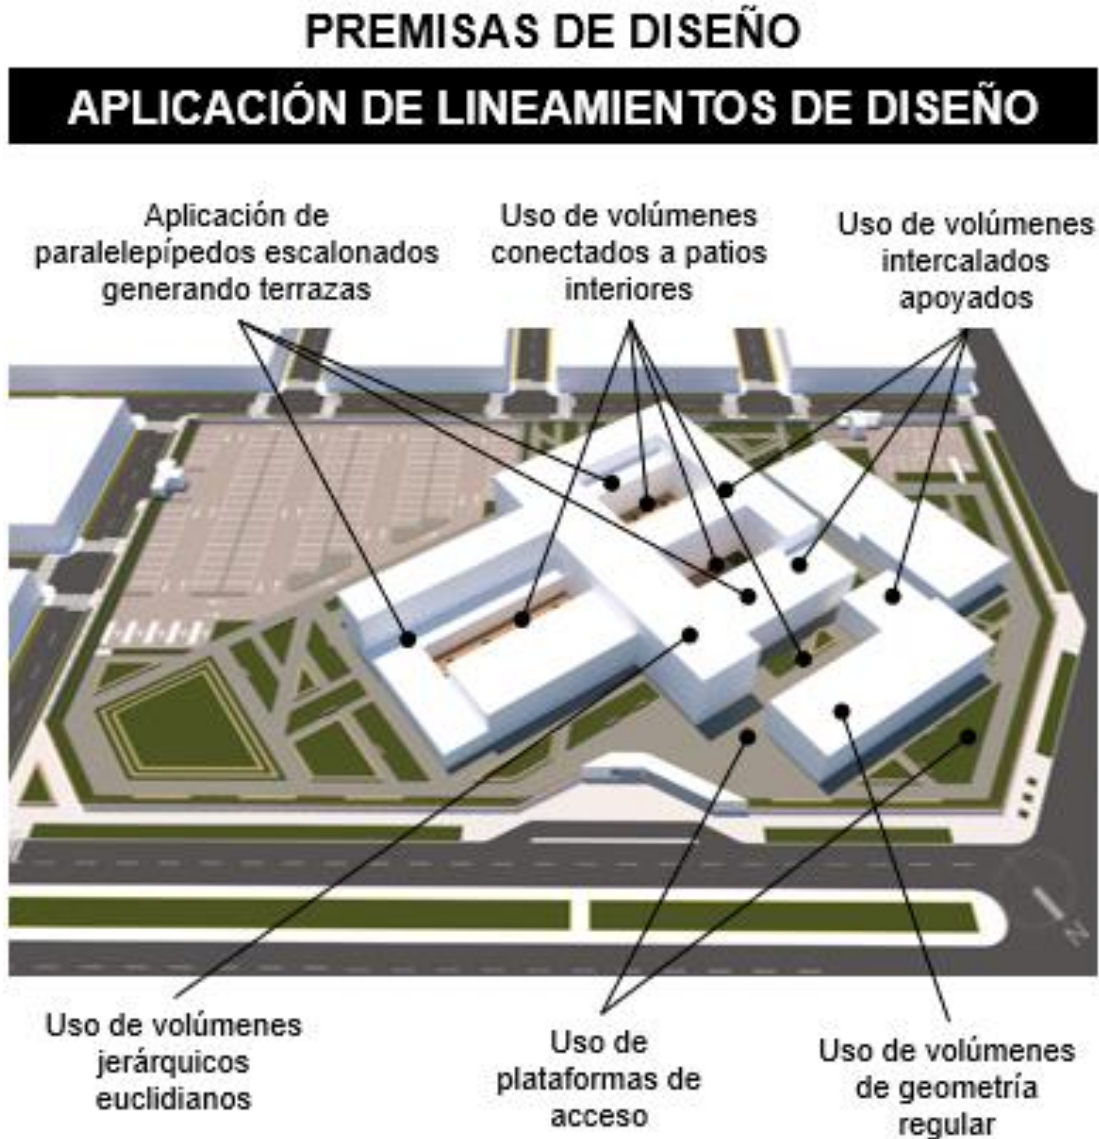 PREMISAS DE DISEÑO
APLICACIÓN DE LINEAMIENTOS DE DISEÑO
Aplicación de
paralelepípedos escalonados
generando terrazas
Uso de volúmenes
conectados a patios
interiores
Uso de volúmenes
intercalados
apoyados
N
Uso de volúmenes
jerárquicos
euclidianos
Uso de
plataformas de
acceso
Uso de volúmenes
de geometría
regular